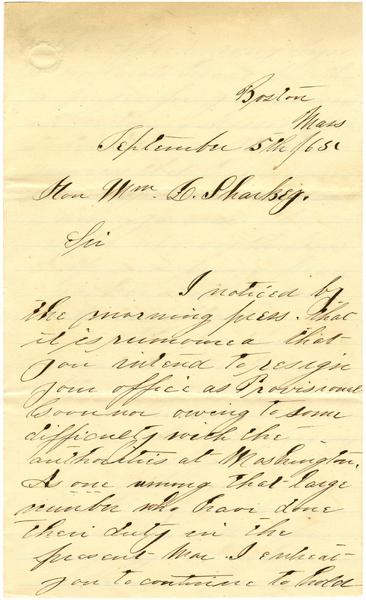 Boston
Mass
September 5th/65
Hon Wm. L. Sharkey.
Sir
I noticed by
the morning press. that
it is rumored that
you intend to resign
your office as Provisional
Governor owing to some
difficulty with the
authorities at Washington.
As one among that large
number who have done
their duty in the
present War. I entreat
you to continue to hold